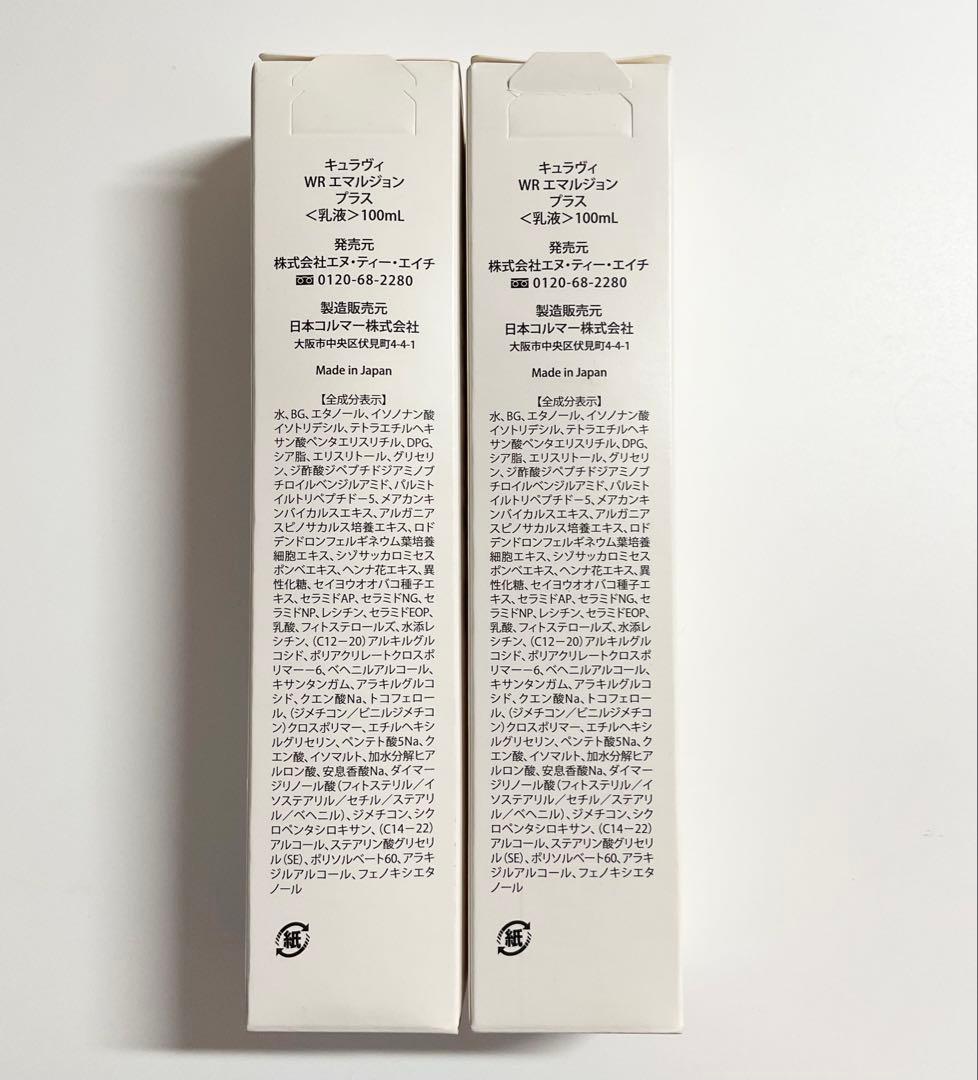 キュラヴィ
WR エマルジョン
プラス
＜乳液＞100mL
発売元
株式会社エヌ・ティー・エイチ
0120-68-2280
製造販売元
日本コルマー株式会社
大阪市中央区伏見町4-4-1
Made in Japan
【全成分表示】
水、BG、エタノール、イソノナン酸
イソトリデシル、テトラエチルヘキ
サン酸ペンタエリスリチル、DPG、
シア脂、エリスリトール、グリセリ
ン、ジ酢酸ジペプチドジアミノブ
チロイルベンジルアミド、パルミト
イルトリペプチドー5、メアカンキ
ンバイカルスエキス、アルガニア
スピノサカルス培養エキス、ロド
デンドロンフェルギネウム葉培養
細胞エキス、シゾサッカロミセス
ポンベエキス、ヘンナ花エキス、異
性化糖、セイヨウオオバコ種子エ
キス、セラミドAP、セラミドNG、セ
ラミドNP、レシチン、セラミドEOP、
乳酸、フィトステロールズ、水添レ
シチン、（C12－20）アルキルグル
コシド、ポリアクリレートクロスポ
リマー－6、ベヘニルアルコール、
キサンタンガム、アラキルグルコ
シド、クエン酸Na、トコフェロー
ル、（ジメチコン／ビニルジメチコ
ン）クロスポリマー、エチルヘキシ
ルグリセリン、ペンテト酸5Na、ク
エン酸、イソマルト、加水分解ヒア
ルロン酸、安息香酸Na、ダイマー
ジリノール酸（フィトステリル／イ
ソステアリル／セチル／ステアリ
ル／ベヘニル）、ジメチコン、シク
ロペンタシロキサン、（C14－22）
アルコール、ステアリン酸グリセリ
ル（SE）、ポリソルベート60、アラキ
ジルアルコール、フェノキシエタ
ノール
紙
キュラヴィ
WR エマルジョン
プラス
＜乳液＞100mL
発売元
株式会社エヌ・ティー・エイチ
0120-68-2280
製造販売元
日本コルマー株式会社
大阪市中央区伏見町4-4-1
Made in Japan
【全成分表示】
水、BG、エタノール、イソノナン酸
イソトリデシル、テトラエチルヘキ
サン酸ペンタエリスリチル、DPG、
シア脂、エリスリトール、グリセリ
ン、ジ酢酸ジペプチドジアミノブ
チロイルベンジルアミド、パルミト
イルトリペプチドー5、メアカンキ
ンバイカルスエキス、アルガニア
スピノサカルス培養エキス、ロド
デンドロンフェルギネウム葉培養
細胞エキス、シゾサッカロミセス
ポンベエキス、ヘンナ花エキス、異
性化糖、セイヨウオオバコ種子エ
キス、セラミドAP、セラミドNG、セ
ラミドNP、レシチン、セラミドEOP、
乳酸、フィトステロールズ、水添レ
シチン、（C12－20）アルキルグル
コシド、ポリアクリレートクロスポ
リマー－6、ベヘニルアルコール、
キサンタンガム、アラキルグルコ
シド、クエン酸Na、トコフェロー
ル、（ジメチコン／ビニルジメチコ
ン）クロスポリマー、エチルヘキシ
ルグリセリン、ペンテト酸5Na、ク
エン酸、イソマルト、加水分解ヒア
ルロン酸、安息香酸Na、ダイマー
ジリノール酸（フィトステリル／イ
ソステアリル／セチル／ステアリ
ル／ベヘニル）、ジメチコン、シク
ロペンタシロキサン、（C14－22）
アルコール、ステアリン酸グリセリ
ル（SE）、ポリソルベート60、アラキ
ジルアルコール、フェノキシエタ
ノール
紙